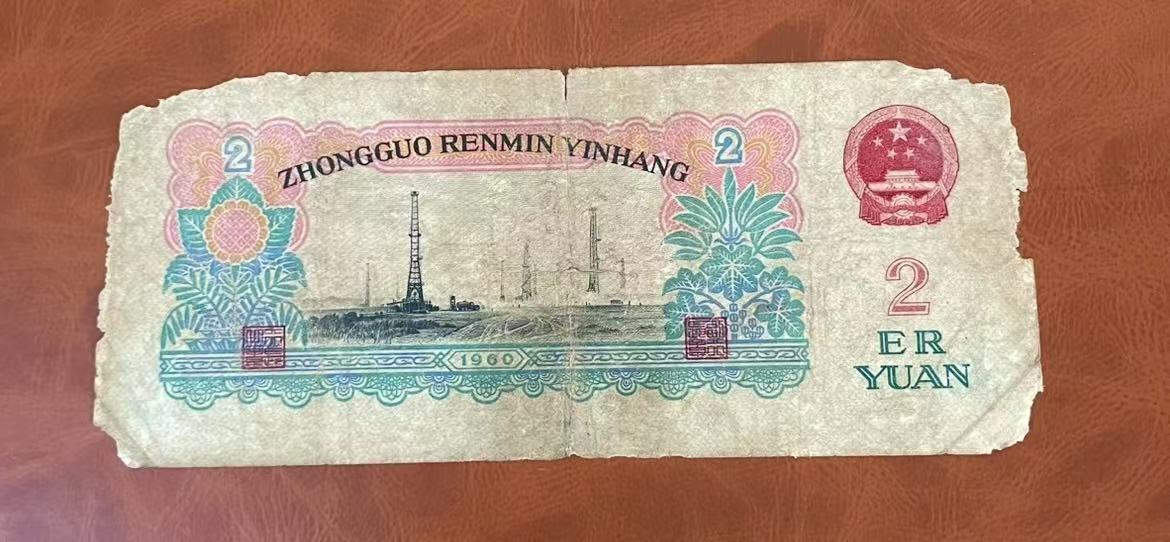 2
2
ZHONGGUO RENMIN YINHANG
1960
2
ER
YUAN